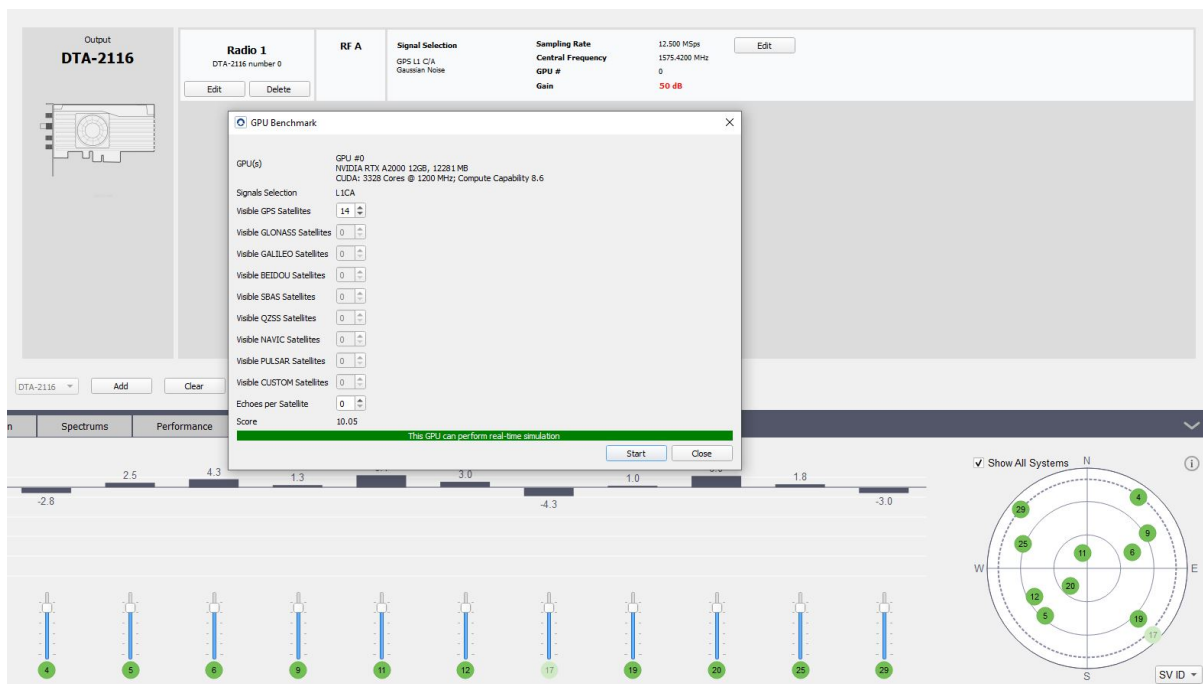 Output
DTA-2116
Radio 1
DTA-2116 number 0
Edit Delete
RF A
Signal Selection
GPS L1 C/A
Gaussian Noise
Sampling Rate 12.500 MSps
Central Frequency 1575.4200 MHz
GPU # 0
Gain 50 dB
Edit
GPU Benchmark
GPU(s)
GPU #0
NVIDIA RTX A2000 12GB, 12281 MB
CUDA: 3328 Cores @ 1200 MHz; Compute Capability 8.6
Signals Selection L1CA
Visible GPS Satellites 14
Visible GLONASS Satellites 0
Visible GALILEO Satellites 0
Visible BEIDOU Satellites 0
Visible SBAS Satellites 0
Visible QZSS Satellites 0
Visible NAVIC Satellites 0
Visible PULSAR Satellites 0
Visible CUSTOM Satellites 0
Echoes per Satellite 0
Score 10.05
This GPU can perform real-time simulation
Start Close
DTA-2116 Add Clear
n Spectrums Performance
-2.8 2.5 4.3 1.3 3.0 -4.3 1.0 1.8 -3.0
4 5 6 9 11 12 17 19 20 25 29
Show All Systems
N
4
29
9
25
11
6
W
E
20
12
5
19
17
S
SV ID